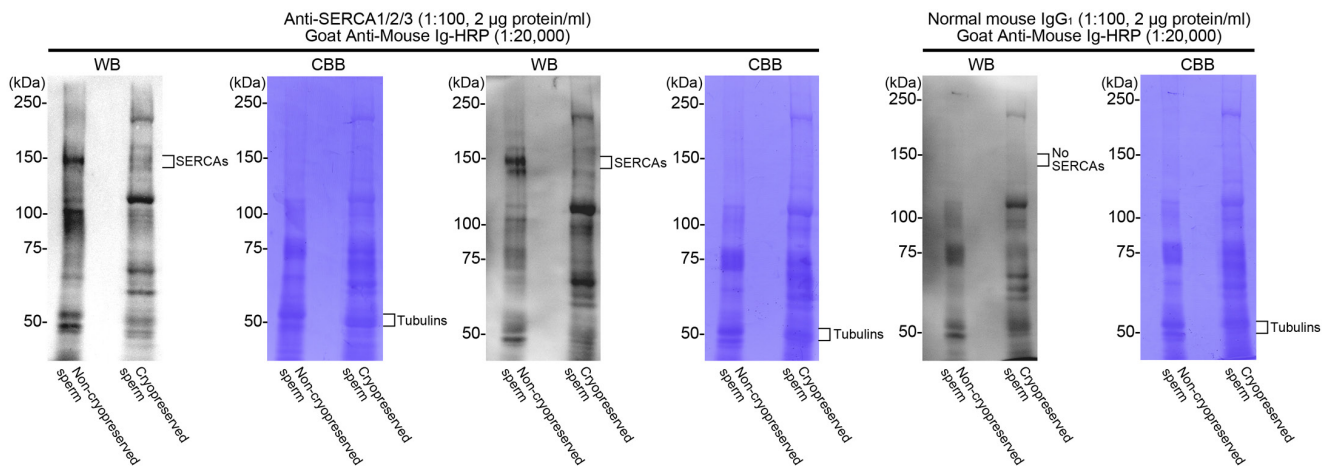 Anti-SERCA1/2/3 (1:100, 2 µg protein/ml)
Goat Anti-Mouse Ig-HRP (1:20,000)
Normal mouse IgG₁ (1:100, 2 µg protein/ml)
Goat Anti-Mouse Ig-HRP (1:20,000)
WB
(kDa)
250-
150-
100-
75-
50-
SERCAs
Non-cryopreserved
sperm
Cryopreserved
sperm
CBB
(kDa)
250-
150-
100-
75-
50-
Tubulins
Non-cryopreserved
sperm
Cryopreserved
sperm
WB
(kDa)
250-
150-
100-
75-
50-
SERCAs
Non-cryopreserved
sperm
Cryopreserved
sperm
CBB
(kDa)
250-
150-
100-
75-
50-
Tubulins
Non-cryopreserved
sperm
Cryopreserved
sperm
WB
(kDa)
250-
150-
100-
75-
50-
No
SERCAs
Non-cryopreserved
sperm
Cryopreserved
sperm
CBB
(kDa)
250-
150-
100-
75-
50-
Tubulins
Non-cryopreserved
sperm
Cryopreserved
sperm